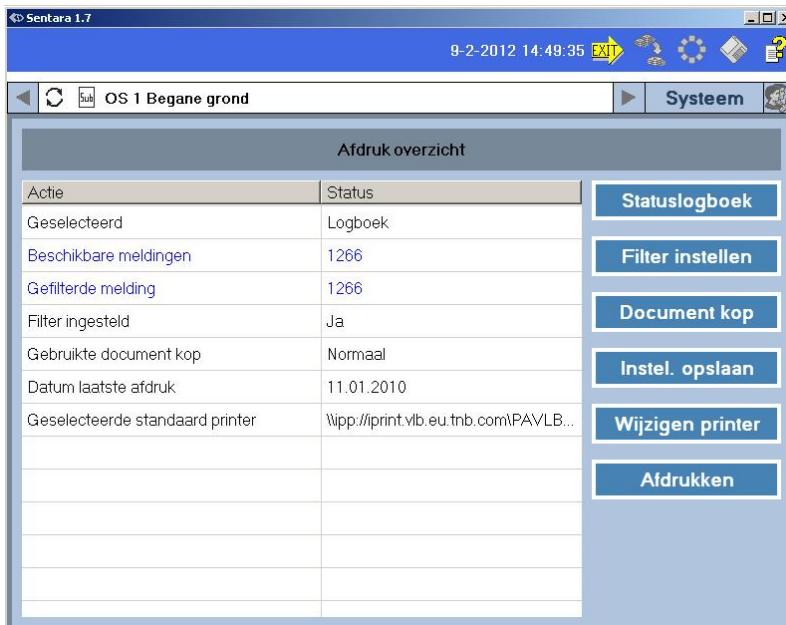 Sentara 1.7
9-2-2012 14:49:35 EXIT
Sub OS 1 Begane grond Systeem
Afdruk overzicht
Actie Status
Geselecteerd Logboek
Beschikbare meldingen 1266
Gefilterde melding 1266
Filter ingesteld Ja
Gebruikte document kop Normaal
Datum laatste afdruk 11.01.2010
Geselecteerde standaard printer \\ipp://iprint.vlb.eu.tnb.com\PAVLB...
Statuslogboek
Filter instellen
Document kop
Instel. opslaan
Wijzigen printer
Afdrukken